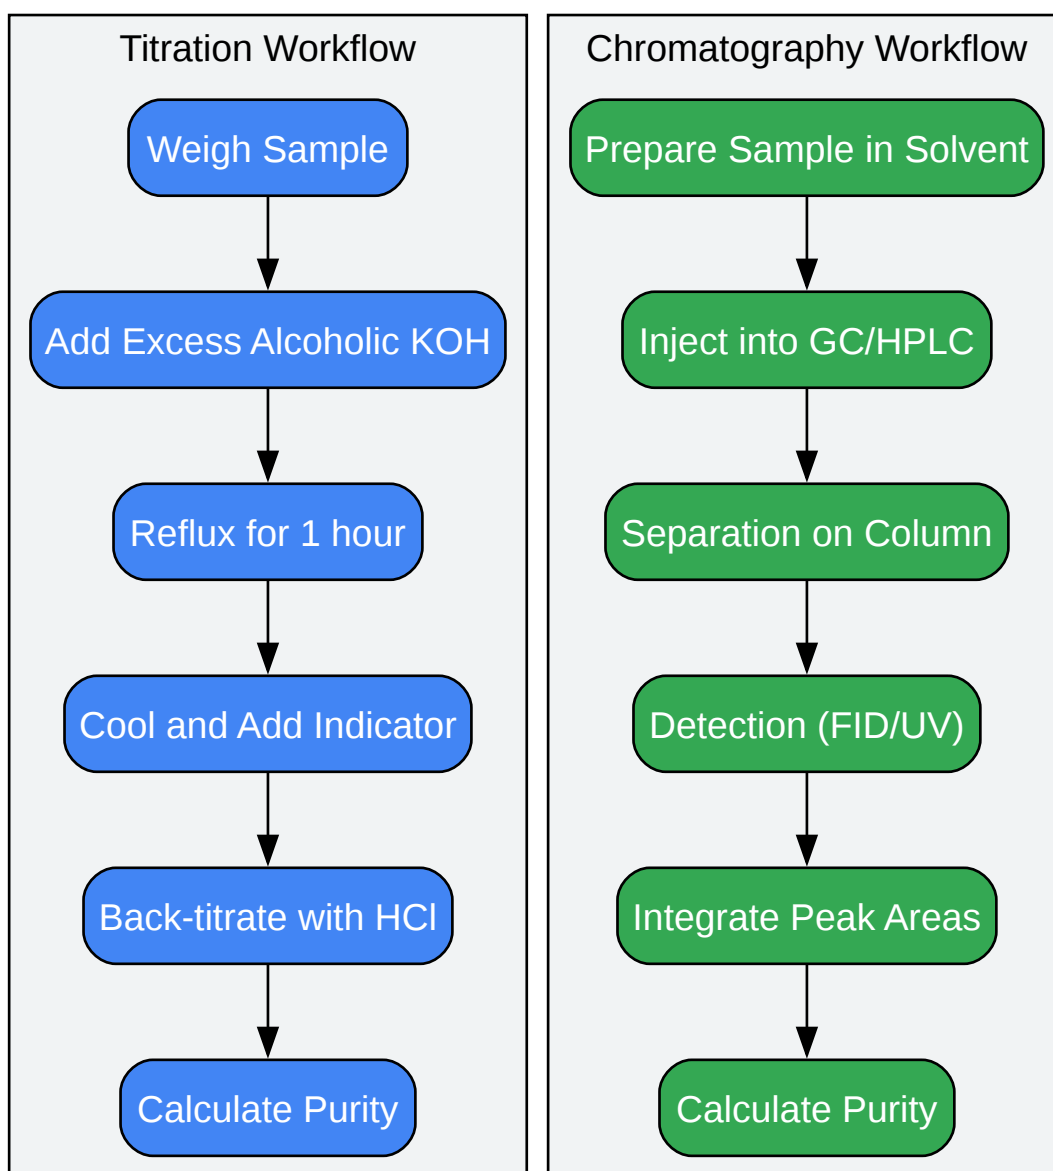 Titration Workflow
Weigh Sample
Add Excess Alcoholic KOH
Reflux for 1 hour
Cool and Add Indicator
Back-titrate with HCl
Calculate Purity
Chromatography Workflow
Prepare Sample in Solvent
Inject into GC/HPLC
Separation on Column
Detection (FID/UV)
Integrate Peak Areas
Calculate Purity